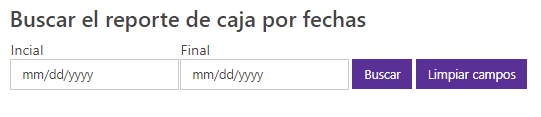 Buscar el reporte de caja por fechas
Incial Final
mm/dd/yyyy mm/dd/yyyy Buscar Limpiar campos